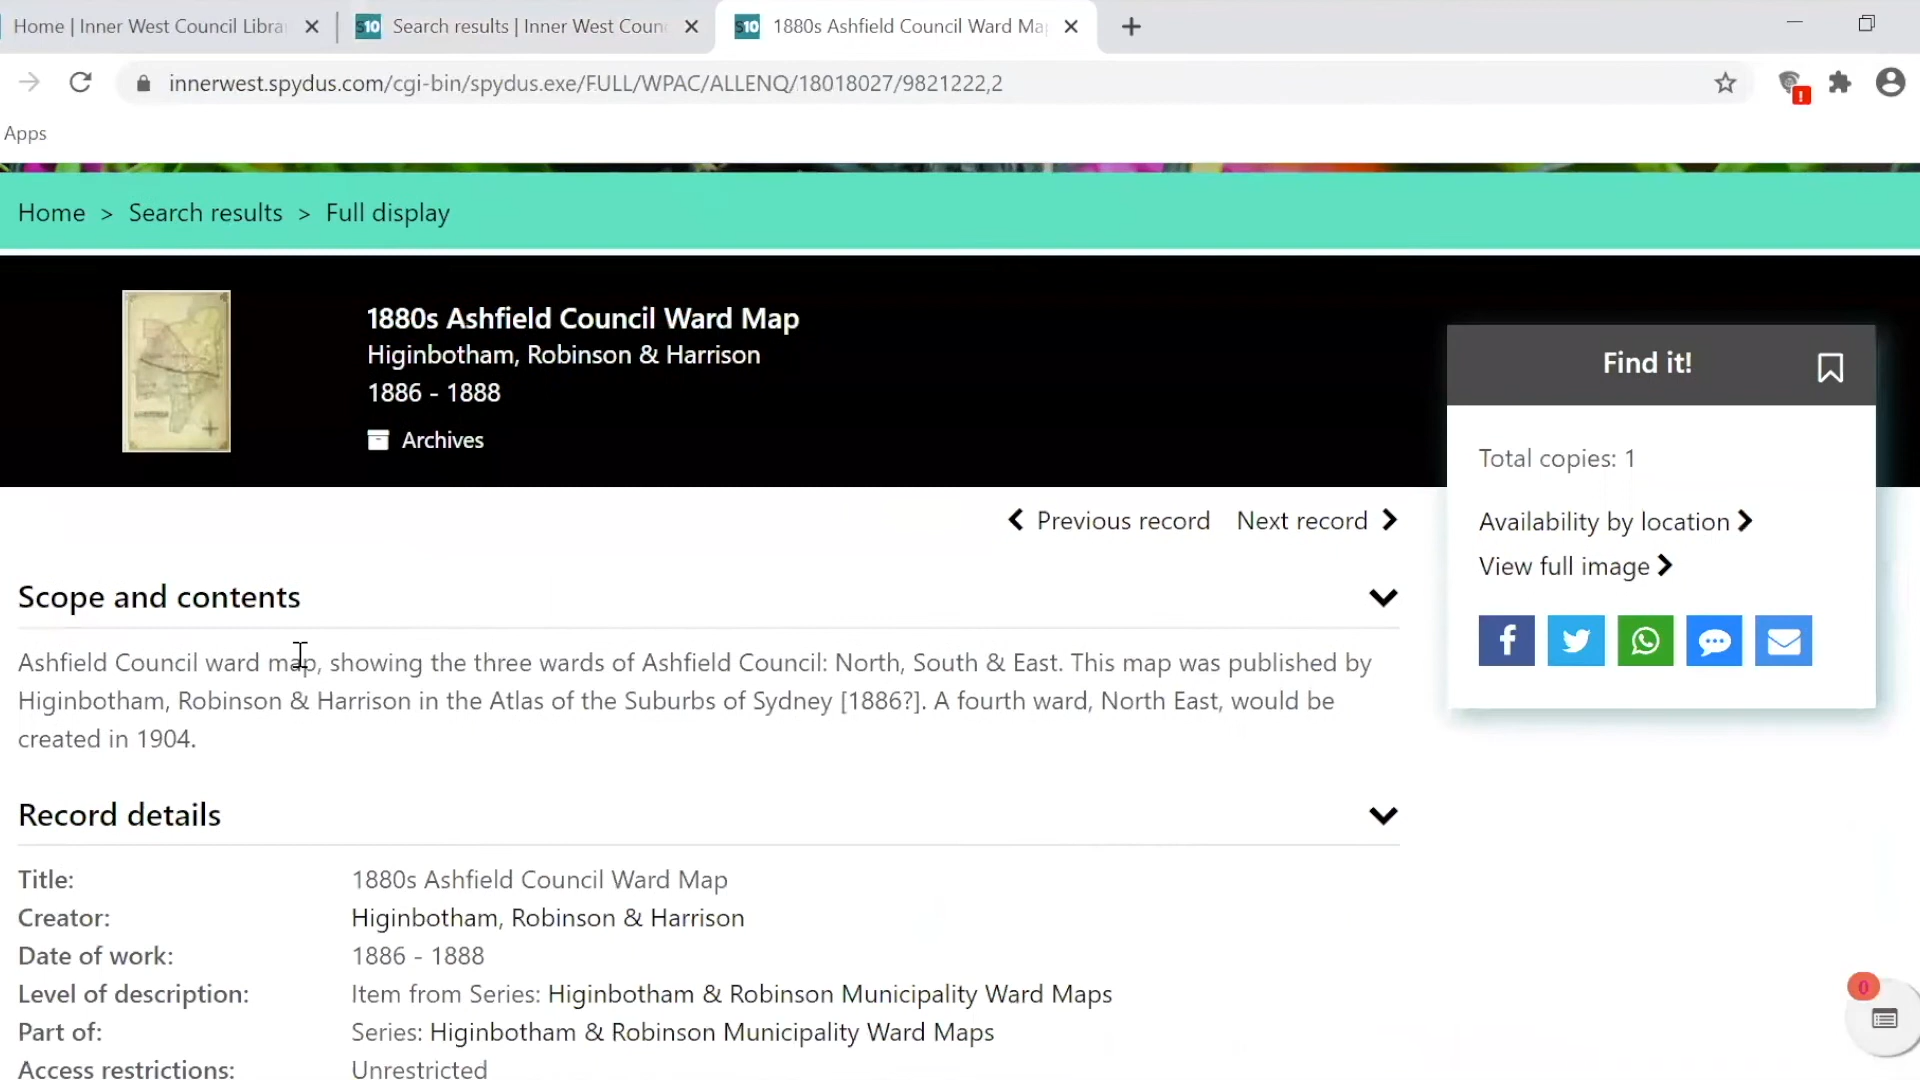 Home | Inner West Council Libra
S10 Search results | Inner West Coun
S10 1880s Ashfield Council Ward Ma
innerwest.spydus.com/cgi-bin/spydus.exe/FULL/WPAC/ALLENQ/18018027/9821222,2
Apps
Home > Search results > Full display
1880s Ashfield Council Ward Map
Higinbotham, Robinson & Harrison
1886 - 1888
Archives
Find it!
Total copies: 1
Availability by location
View full image
Previous record Next record
Scope and contents
Ashfield Council ward map, showing the three wards of Ashfield Council: North, South & East. This map was published by
Higinbotham, Robinson & Harrison in the Atlas of the Suburbs of Sydney [1886?]. A fourth ward, North East, would be
created in 1904.
Record details
Title: 1880s Ashfield Council Ward Map
Creator: Higinbotham, Robinson & Harrison
Date of work: 1886 - 1888
Level of description: Item from Series: Higinbotham & Robinson Municipality Ward Maps
Part of: Series: Higinbotham & Robinson Municipality Ward Maps
Access restrictions: Unrestricted
0